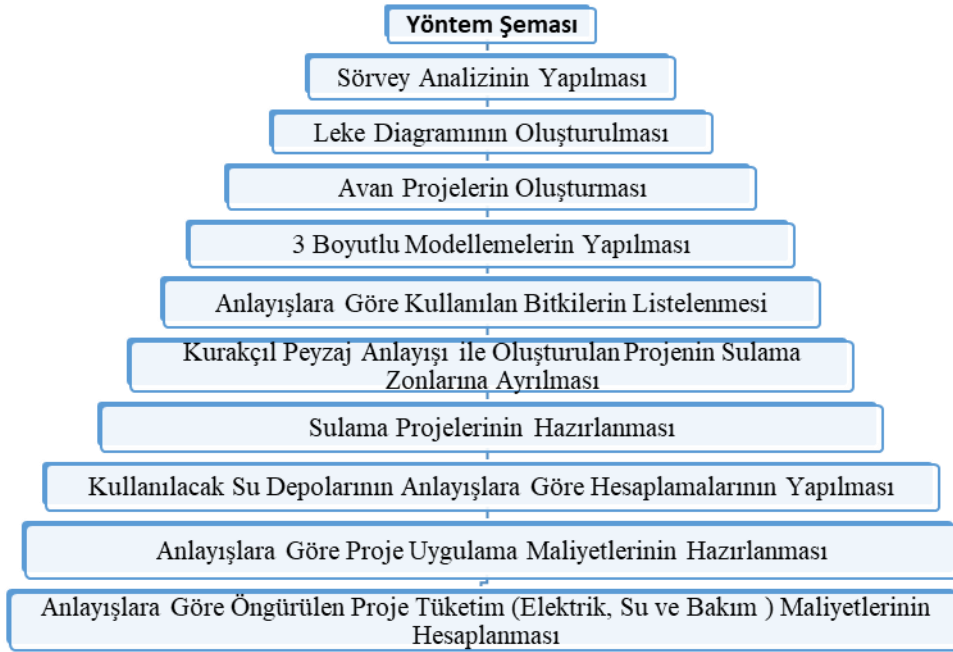 Yöntem Şeması
Sörvey Analizinin Yapılması
Leke Diagramının Oluşturulması
Avan Projelerin Oluşturması
3 Boyutlu Modellemelerin Yapılması
Anlayışlara Göre Kullanılan Bitkilerin Listelenmesi
Kurakçıl Peyzaj Anlayışı ile Oluşturulan Projenin Sulama
Zonlarına Ayrılması
Sulama Projelerinin Hazırlanması
Kullanılacak Su Depolarının Anlayışlara Göre Hesaplamalarının Yapılması
Anlayışlara Göre Proje Uygulama Maliyetlerinin Hazırlanması
Anlayışlara Göre Öngürülen Proje Tüketim (Elektrik, Su ve Bakım ) Maliyetlerinin
Hesaplanması